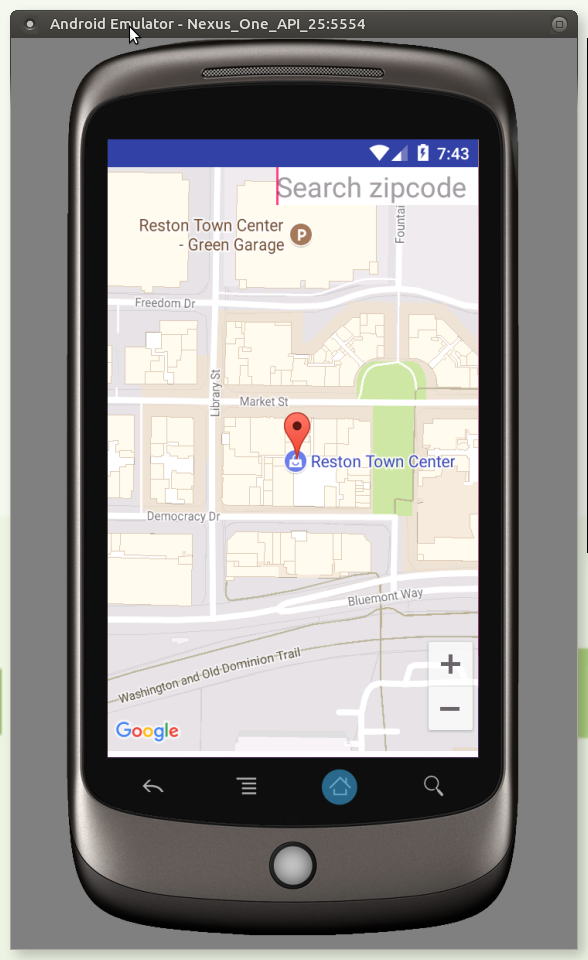 Android Emulator - Nexus_One_API_25:5554
7:43
Search zipcode
Reston Town Center
- Green Garage
P
Fountai
Freedom Dr
Library St
Market St
Reston Town Center
Democracy Dr
Bluemont Way
Washington and Old Dominion Trail
+
−
Google